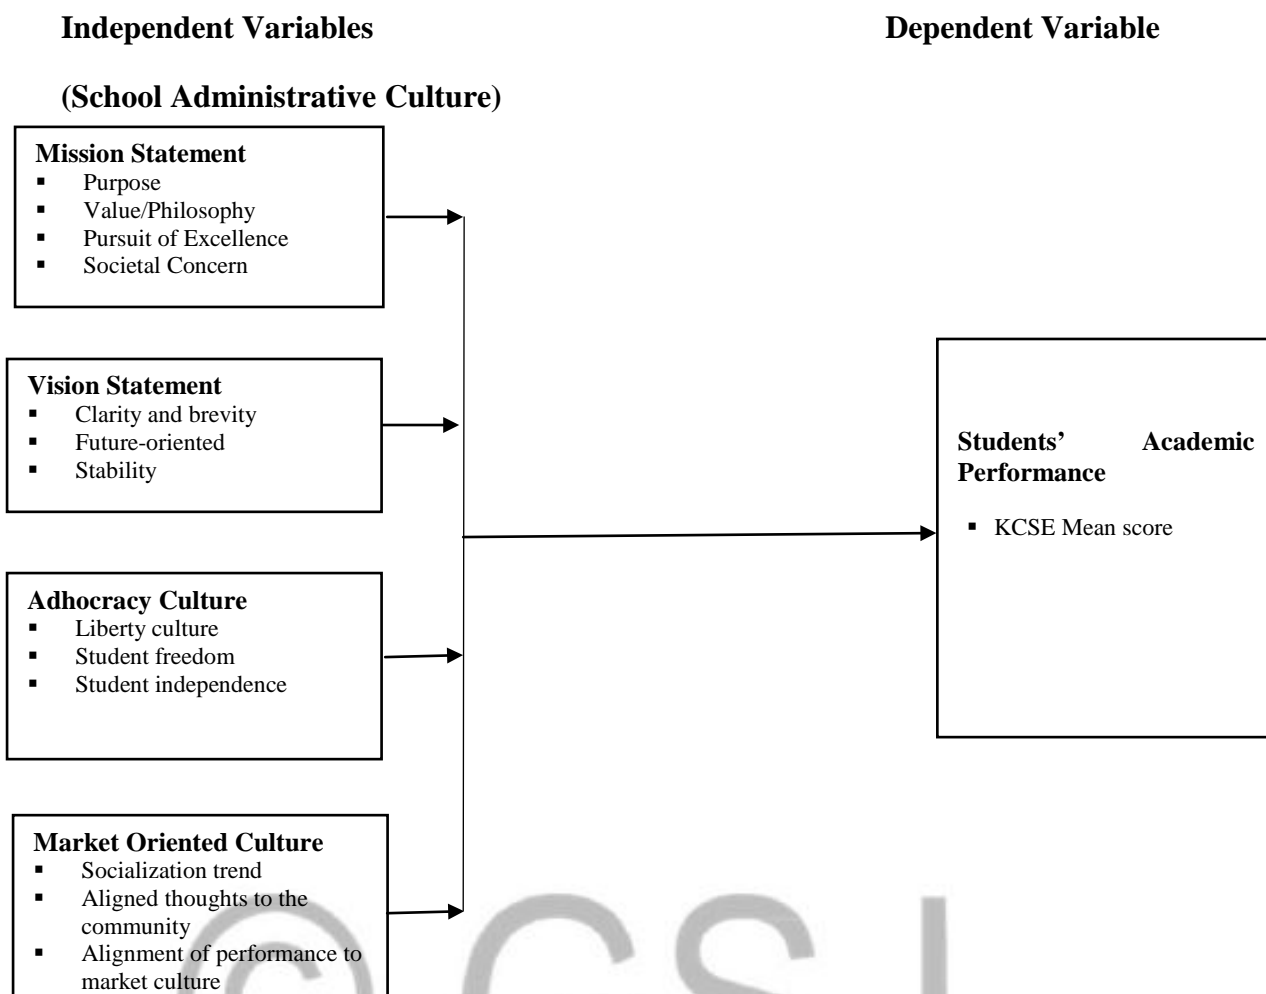 Independent Variables
Dependent Variable
(School Administrative Culture)
Mission Statement
▪ Purpose
▪ Value/Philosophy
▪ Pursuit of Excellence
▪ Societal Concern
Vision Statement
▪ Clarity and brevity
▪ Future-oriented
▪ Stability
Students' Academic
Performance
▪ KCSE Mean score
Adhocracy Culture
▪ Liberty culture
▪ Student freedom
▪ Student independence
Market Oriented Culture
▪ Socialization trend
▪ Aligned thoughts to the
community
▪ Alignment of performance to
market culture